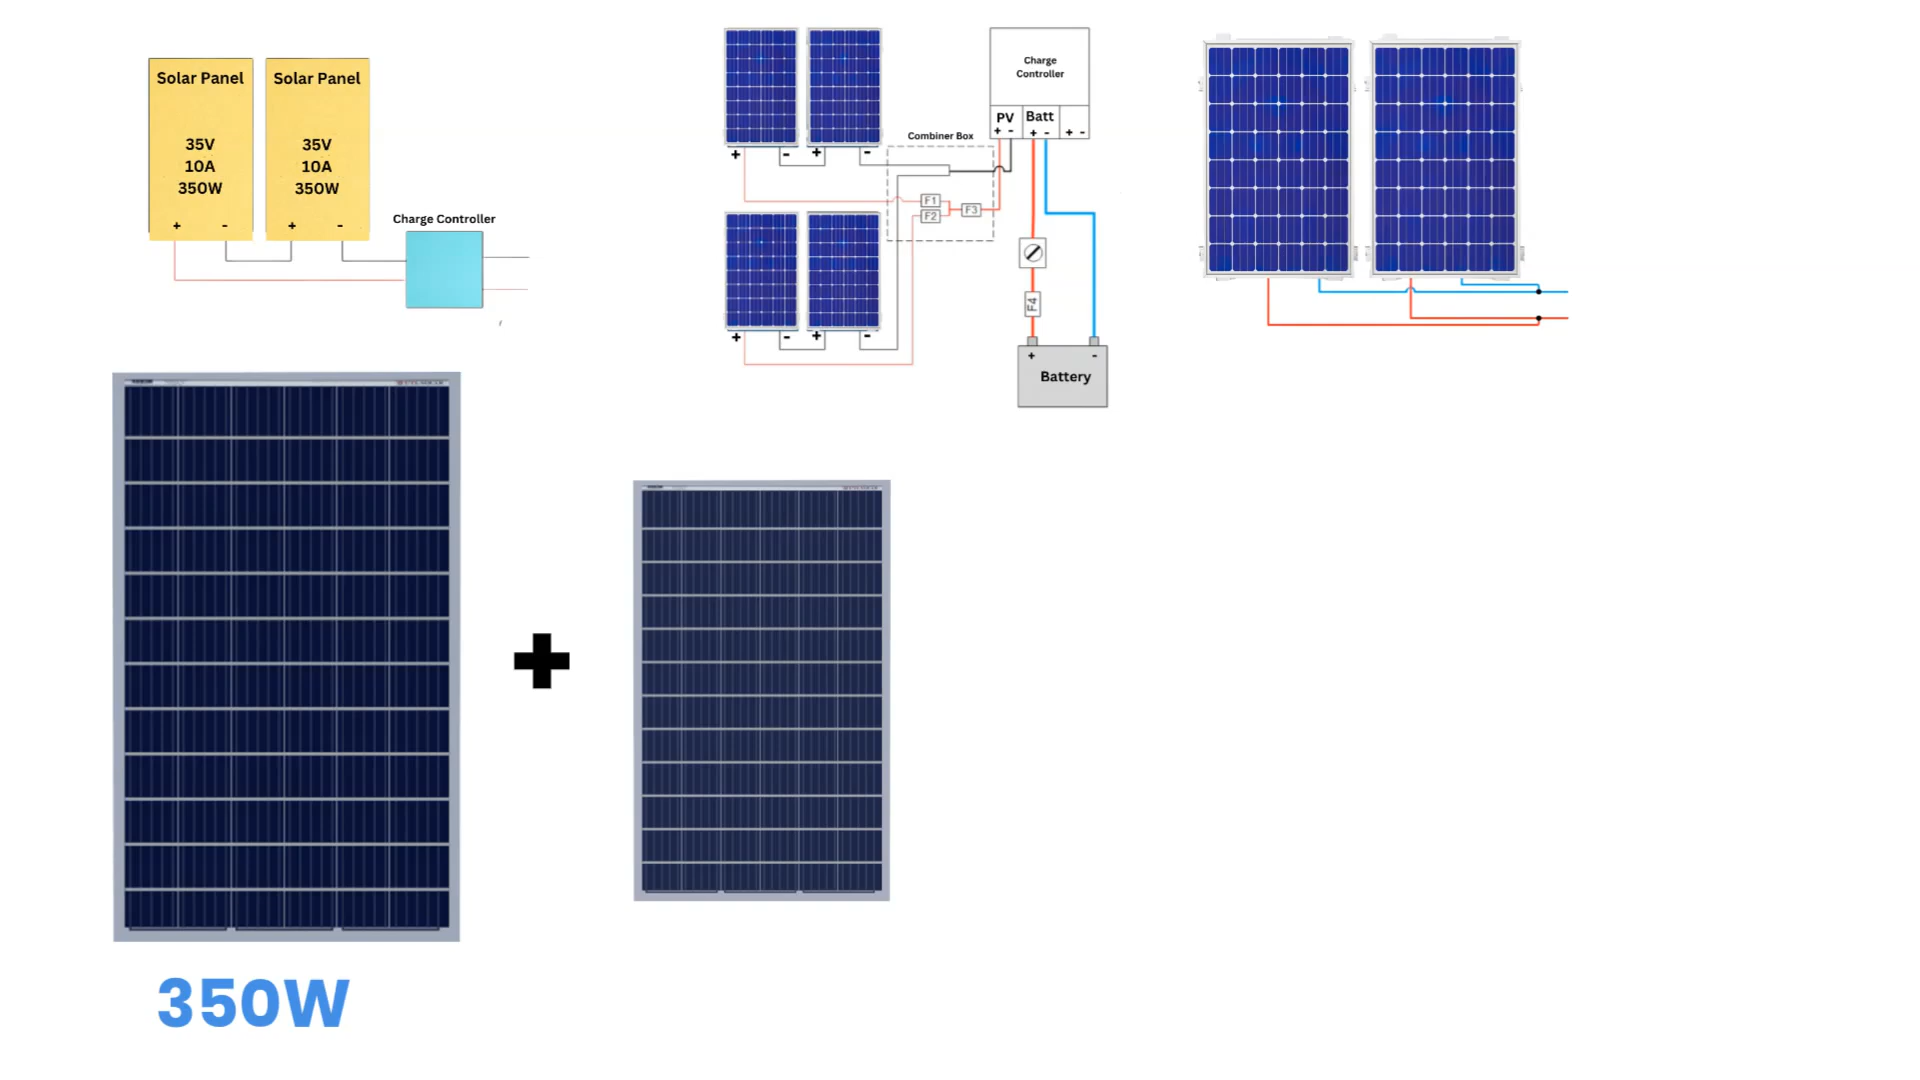 Solar Panel
35V
10A
350W
+ -
Solar Panel
35V
10A
350W
+ -
Charge Controller
+ - + -
+ - + -
Combiner Box
F1
F2
F3
Charge
Controller
PV Batt
+ - + - + -
F4
+ -
Battery
350W